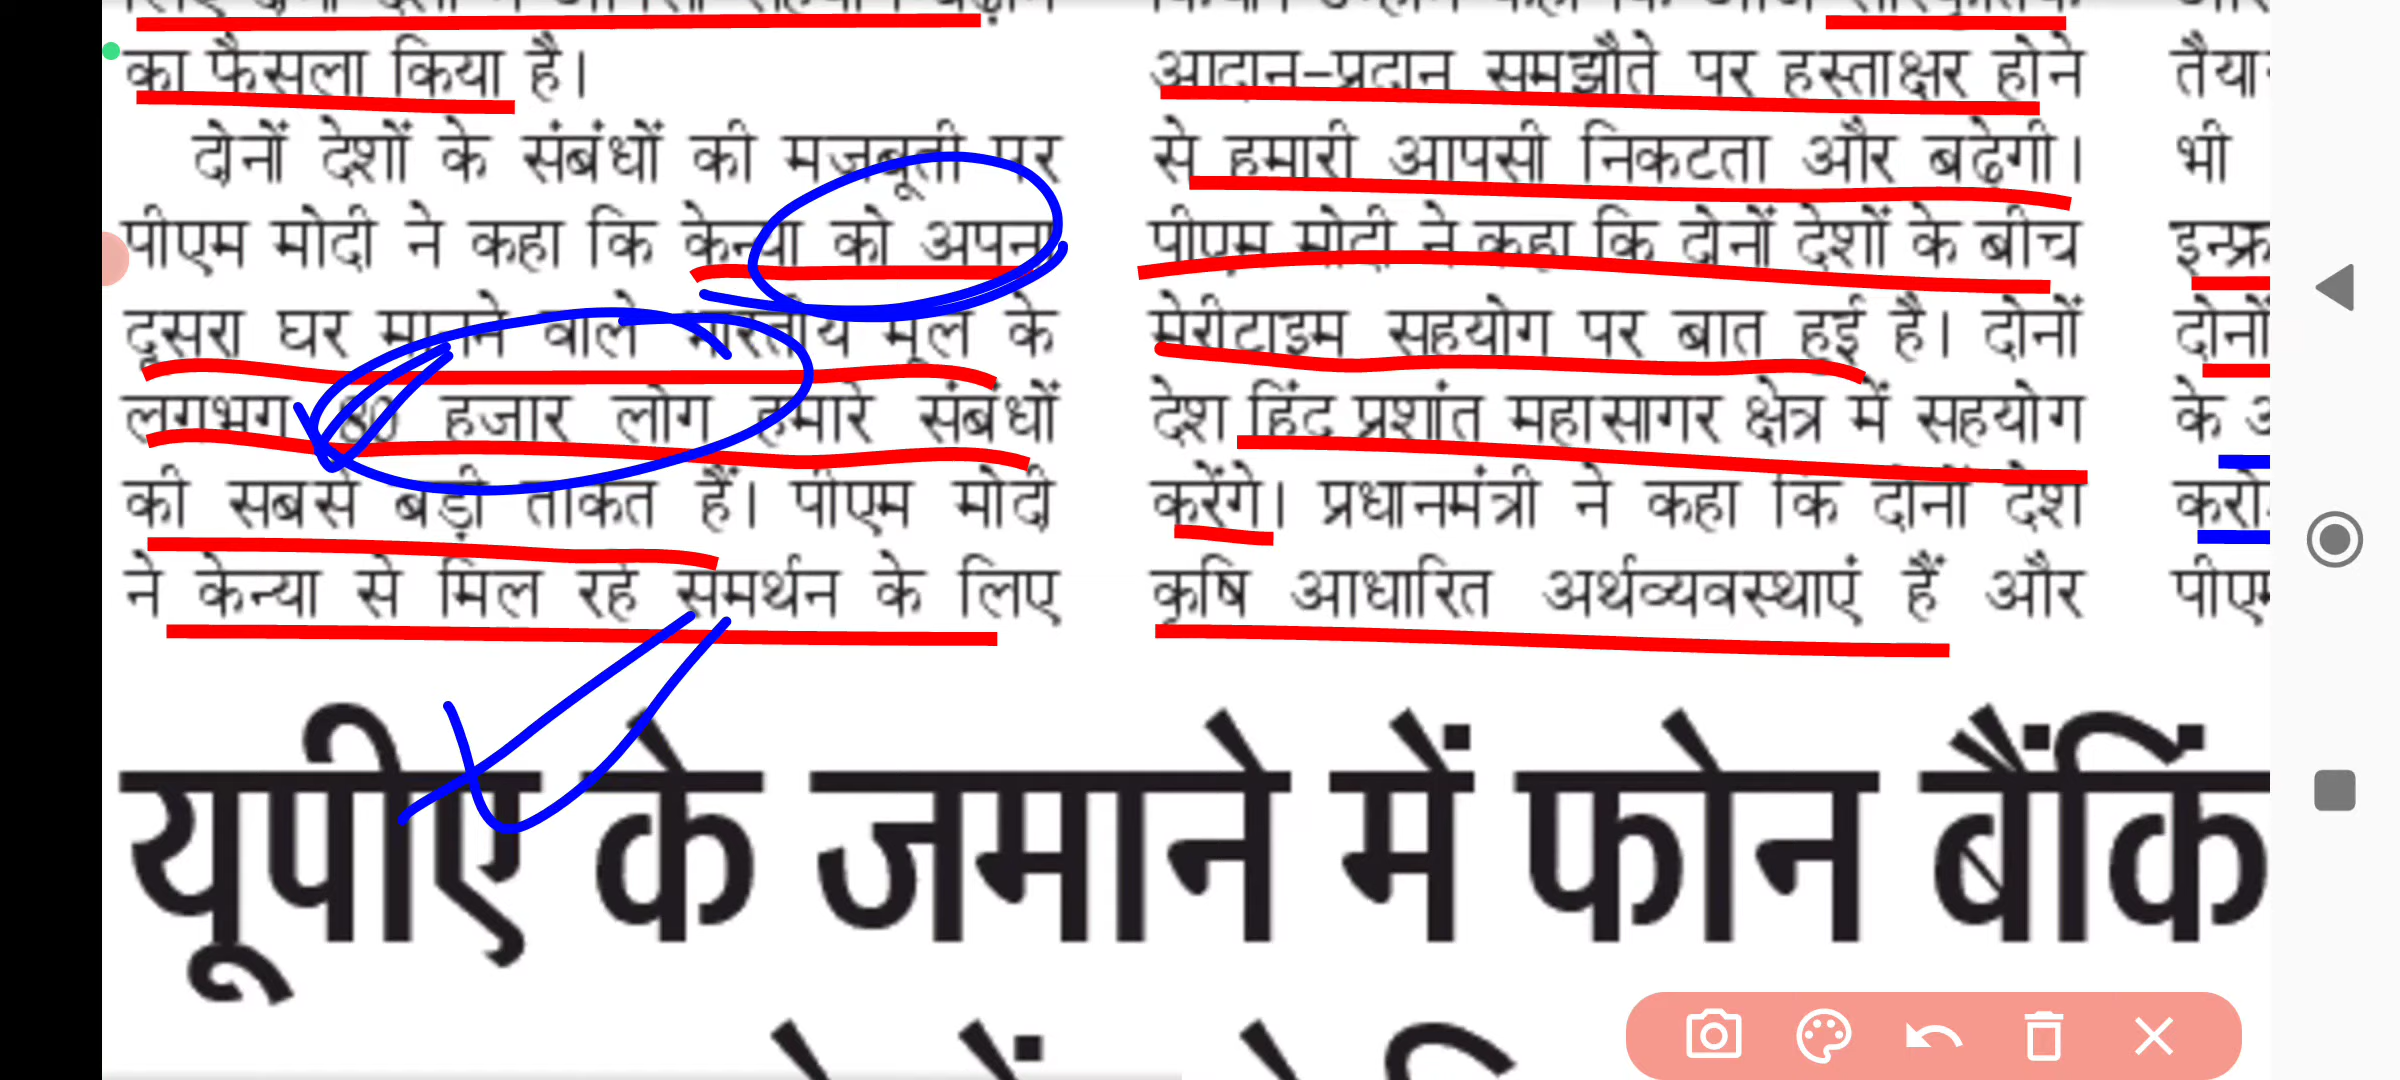 का फैसला किया है।
दोनों देशों के संबंधों की मजबूती पर
पीएम मोदी ने कहा कि केन्या को अपना
दूसरा घर मानने वाले भारतीय मूल के
लगभग 80 हजार लोग हमारे संबंधों
की सबसे बड़ी ताकत हैं। पीएम मोदी
ने केन्या से मिल रहे समर्थन के लिए
आदान-प्रदान समझौते पर हस्ताक्षर होने
से हमारी आपसी निकटता और बढ़ेगी।
पीएम मोदी ने कहा कि दोनों देशों के बीच
मेरीटाइम सहयोग पर बात हुई है। दोनों
देश हिंद प्रशांत महासागर क्षेत्र में सहयोग
करेंगे। प्रधानमंत्री ने कहा कि दोनों देश
कृषि आधारित अर्थव्यवस्थाएं हैं और
भी
दोनों
के
पीएम
यूपीए के जमाने में फोन बैंकिं